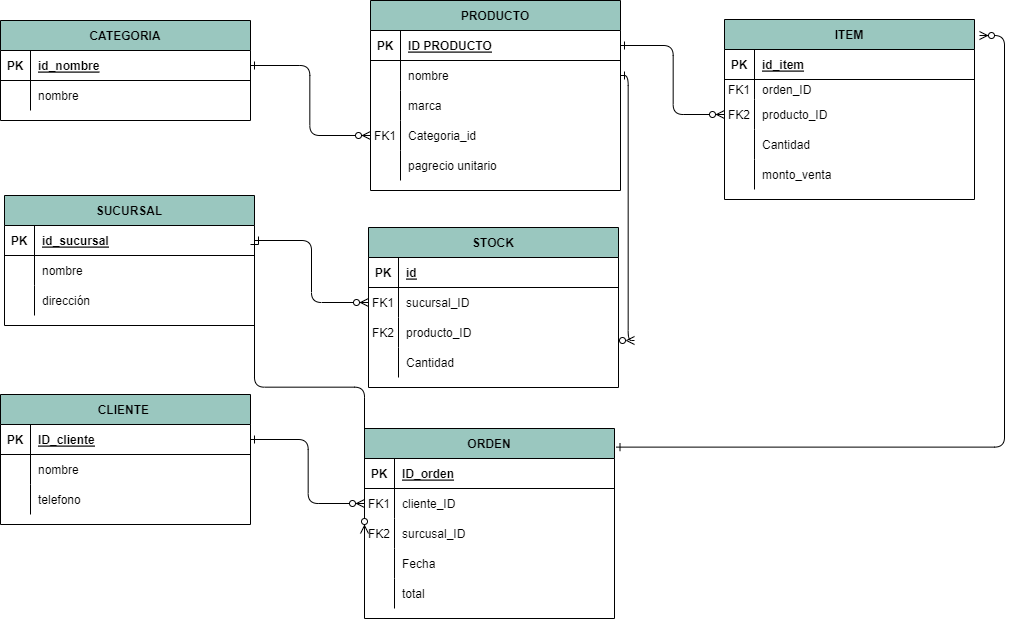 CATEGORIA
PK id_nombre
nombre
PRODUCTO
PK ID PRODUCTO
nombre
marca
FK1 Categoria_id
pagrecio unitario
ITEM
PK id_item
FK1 orden_ID
FK2 producto_ID
Cantidad
monto_venta
SUCURSAL
PK id_sucursal
nombre
dirección
STOCK
PK id
FK1 sucursal_ID
FK2 producto_ID
Cantidad
CLIENTE
PK ID_cliente
nombre
telefono
ORDEN
PK ID_orden
FK1 cliente_ID
FK2 surcusal_ID
Fecha
total